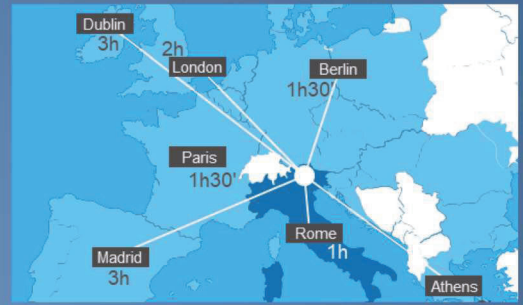 Dublin
3h
2h
London
Berlin
1h30'
Paris
1h30'
Rome
1h
Madrid
3h
Athens